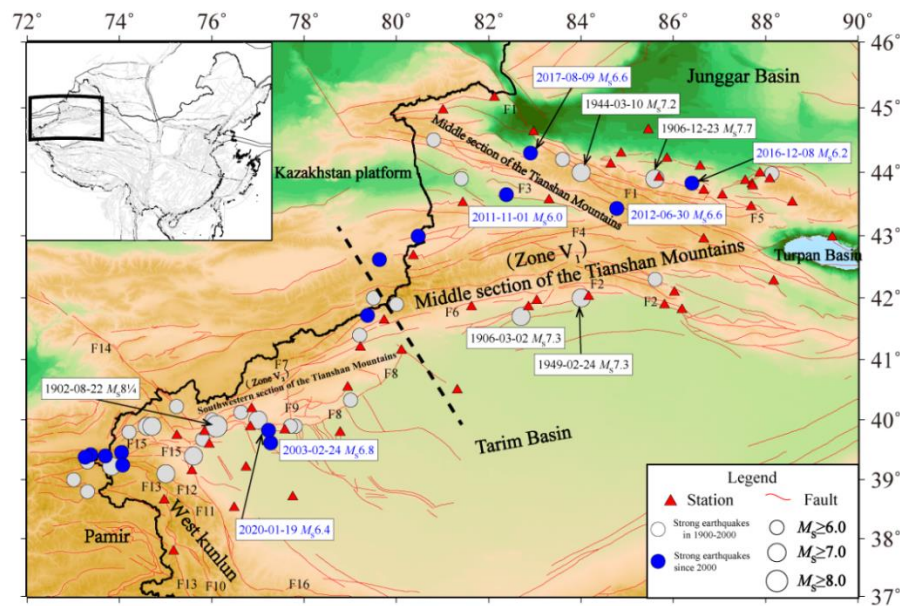 72 74 76 78 80 82 84 86 88 90
46°
45°
44°
43°
42°
41°
40°
39°
38°
37°
2017-08-09 MS6.6
Junggar Basin
1944-03-10 MS7.2
1906-12-23 MS7.7
2016-12-08 MS6.2
F1
Middle section of the Tianshan Mountains
Kazakhstan platform
F3
F1
2011-11-01 MS6.0
2012-06-30 MS6.6
F5
F4
Turpan Basin
(Zone V1)
Middle section of the Tianshan Mountains
F2
F2
F6
1906-03-02 MS7.3
1949-02-24 MS7.3
F14
F7
(Zone V3)
Southwestern section of the Tianshan Mountains
F8
1902-08-22 MS8¼
F9
F8
Tarim Basin
F15
F15
2003-02-24 MS6.8
F13
F12
F11
2020-01-19 MS6.4
Pamir
West kunlun
F13
F10
F16
Legend
Station
Fault
Strong earthquakes
in 1900-2000
MS≥6.0
MS≥7.0
Strong earthquakes
since 2000
MS≥8.0